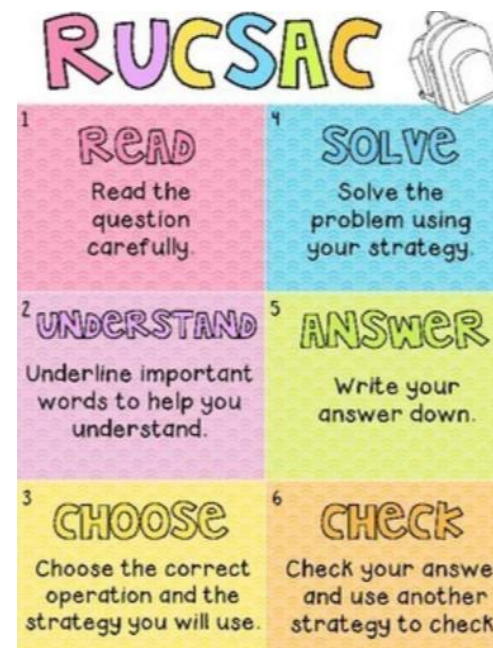 RUCSAC
1
READ
Read the
question
carefully.
2
UNDERSTAND
Underline important
words to help you
understand.
3
CHOOSE
Choose the correct
operation and the
strategy you will use.
4
SOLVE
Solve the
problem using
your strategy.
5
ANSWER
Write your
answer down.
6
CHECK
Check your answe
and use another
strategy to check